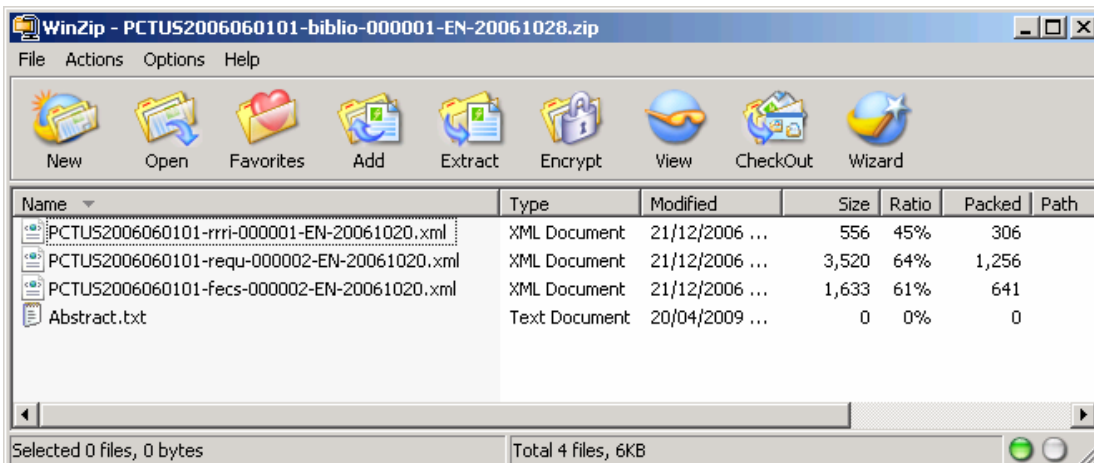 WinZip - PCTUS2006060101-biblio-000001-EN-20061028.zip
File Actions Options Help
New Open Favorites Add Extract Encrypt View CheckOut Wizard
Name Type Modified Size Ratio Packed Path
PCTUS2006060101-rrri-000001-EN-20061020.xml XML Document 21/12/2006 ... 556 45% 306
PCTUS2006060101-requ-000002-EN-20061020.xml XML Document 21/12/2006 ... 3,520 64% 1,256
PCTUS2006060101-fecs-000002-EN-20061020.xml XML Document 21/12/2006 ... 1,633 61% 641
Abstract.txt Text Document 20/04/2009 ... 0 0% 0
Selected 0 files, 0 bytes Total 4 files, 6KB